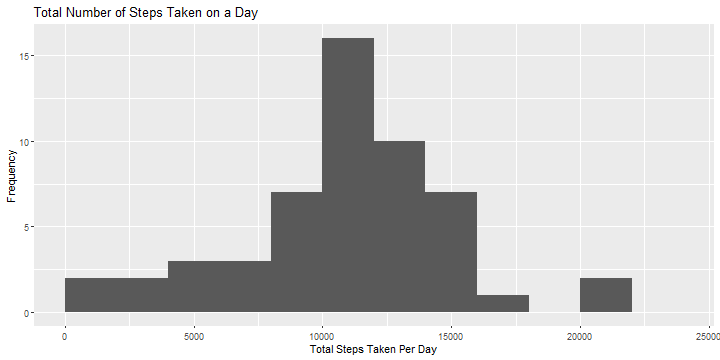 Total Number of Steps Taken on a Day
Frequency
15
10
5
0
0 5000 10000 15000 20000 25000
Total Steps Taken Per Day